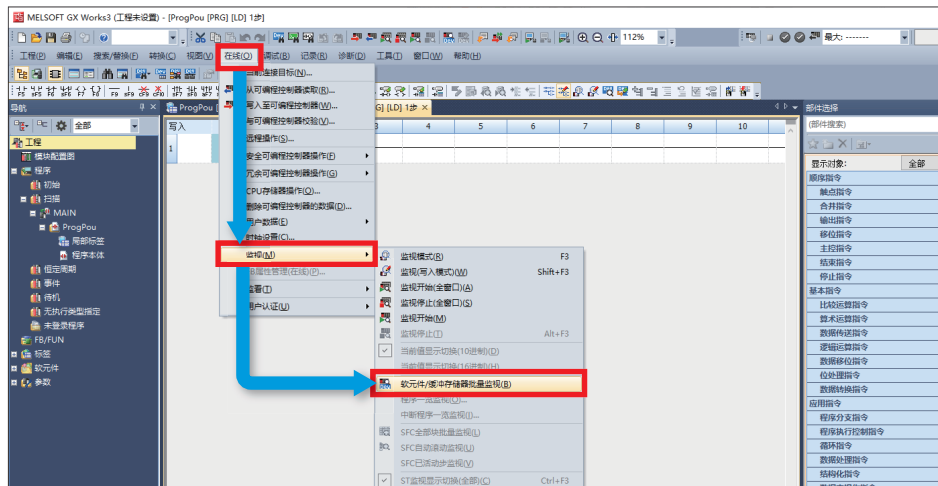 MELSOFT GX Works3 (工程未设置) - [ProgPou [PRG] [LD] 1步]
112%
最大: -------
工程(P) 编辑(E) 搜索/替换(F) 转换(C) 视图(V) 在线(O) 调试(B) 记录(R) 诊断(D) 工具(T) 窗口(W) 帮助(H)
导航
ProgPou [
G] [LD] 1步
部件选择
全部
写入
3 4 5 6 7 8 9 10
1
(部件搜索)
显示对象: 全部
工程
模块配置图
程序
初始
扫描
MAIN
ProgPou
局部标签
程序本体
恒定周期
事件
待机
无执行类型指定
未登录程序
FB/FUN
标签
软元件
参数
当前连接目标(N)...
从可编程控制器读取(R)...
写入至可编程控制器(W)...
与可编程控制器校验(V)...
远程操作(S)...
安全可编程控制器操作(F)
冗余可编程控制器操作(G)
CPU存储器操作(O)...
删除可编程控制器的数据(D)...
用户数据(E)
时钟设置(C)...
监视(M)
属性管理(在线)(P)...
监看(T)
用户认证(U)
监视模式(R) F3
监视(写入模式)(W) Shift+F3
监视开始(全窗口)(A)
监视停止(全窗口)(S)
监视开始(M)
监视停止(T) Alt+F3
当前值显示切换(10进制)(D)
当前值显示切换(16进制)(H)
软元件/缓冲存储器批量监视(B)
程序一览监视(O)...
中断程序一览监视(I)...
SFC全部块批量监视(L)
SFC自动滚动监视(U)
SFC已活动步监视(V)
ST监视显示切换(全部)(C) Ctrl+F3
顺序指令
触点指令
合并指令
输出指令
移位指令
主控指令
结束指令
停止指令
基本指令
比较运算指令
算术运算指令
数据传送指令
逻辑运算指令
数据移位指令
位处理指令
数据转换指令
应用指令
程序分支指令
程序执行控制指令
循环指令
数据处理指令
结构化指令